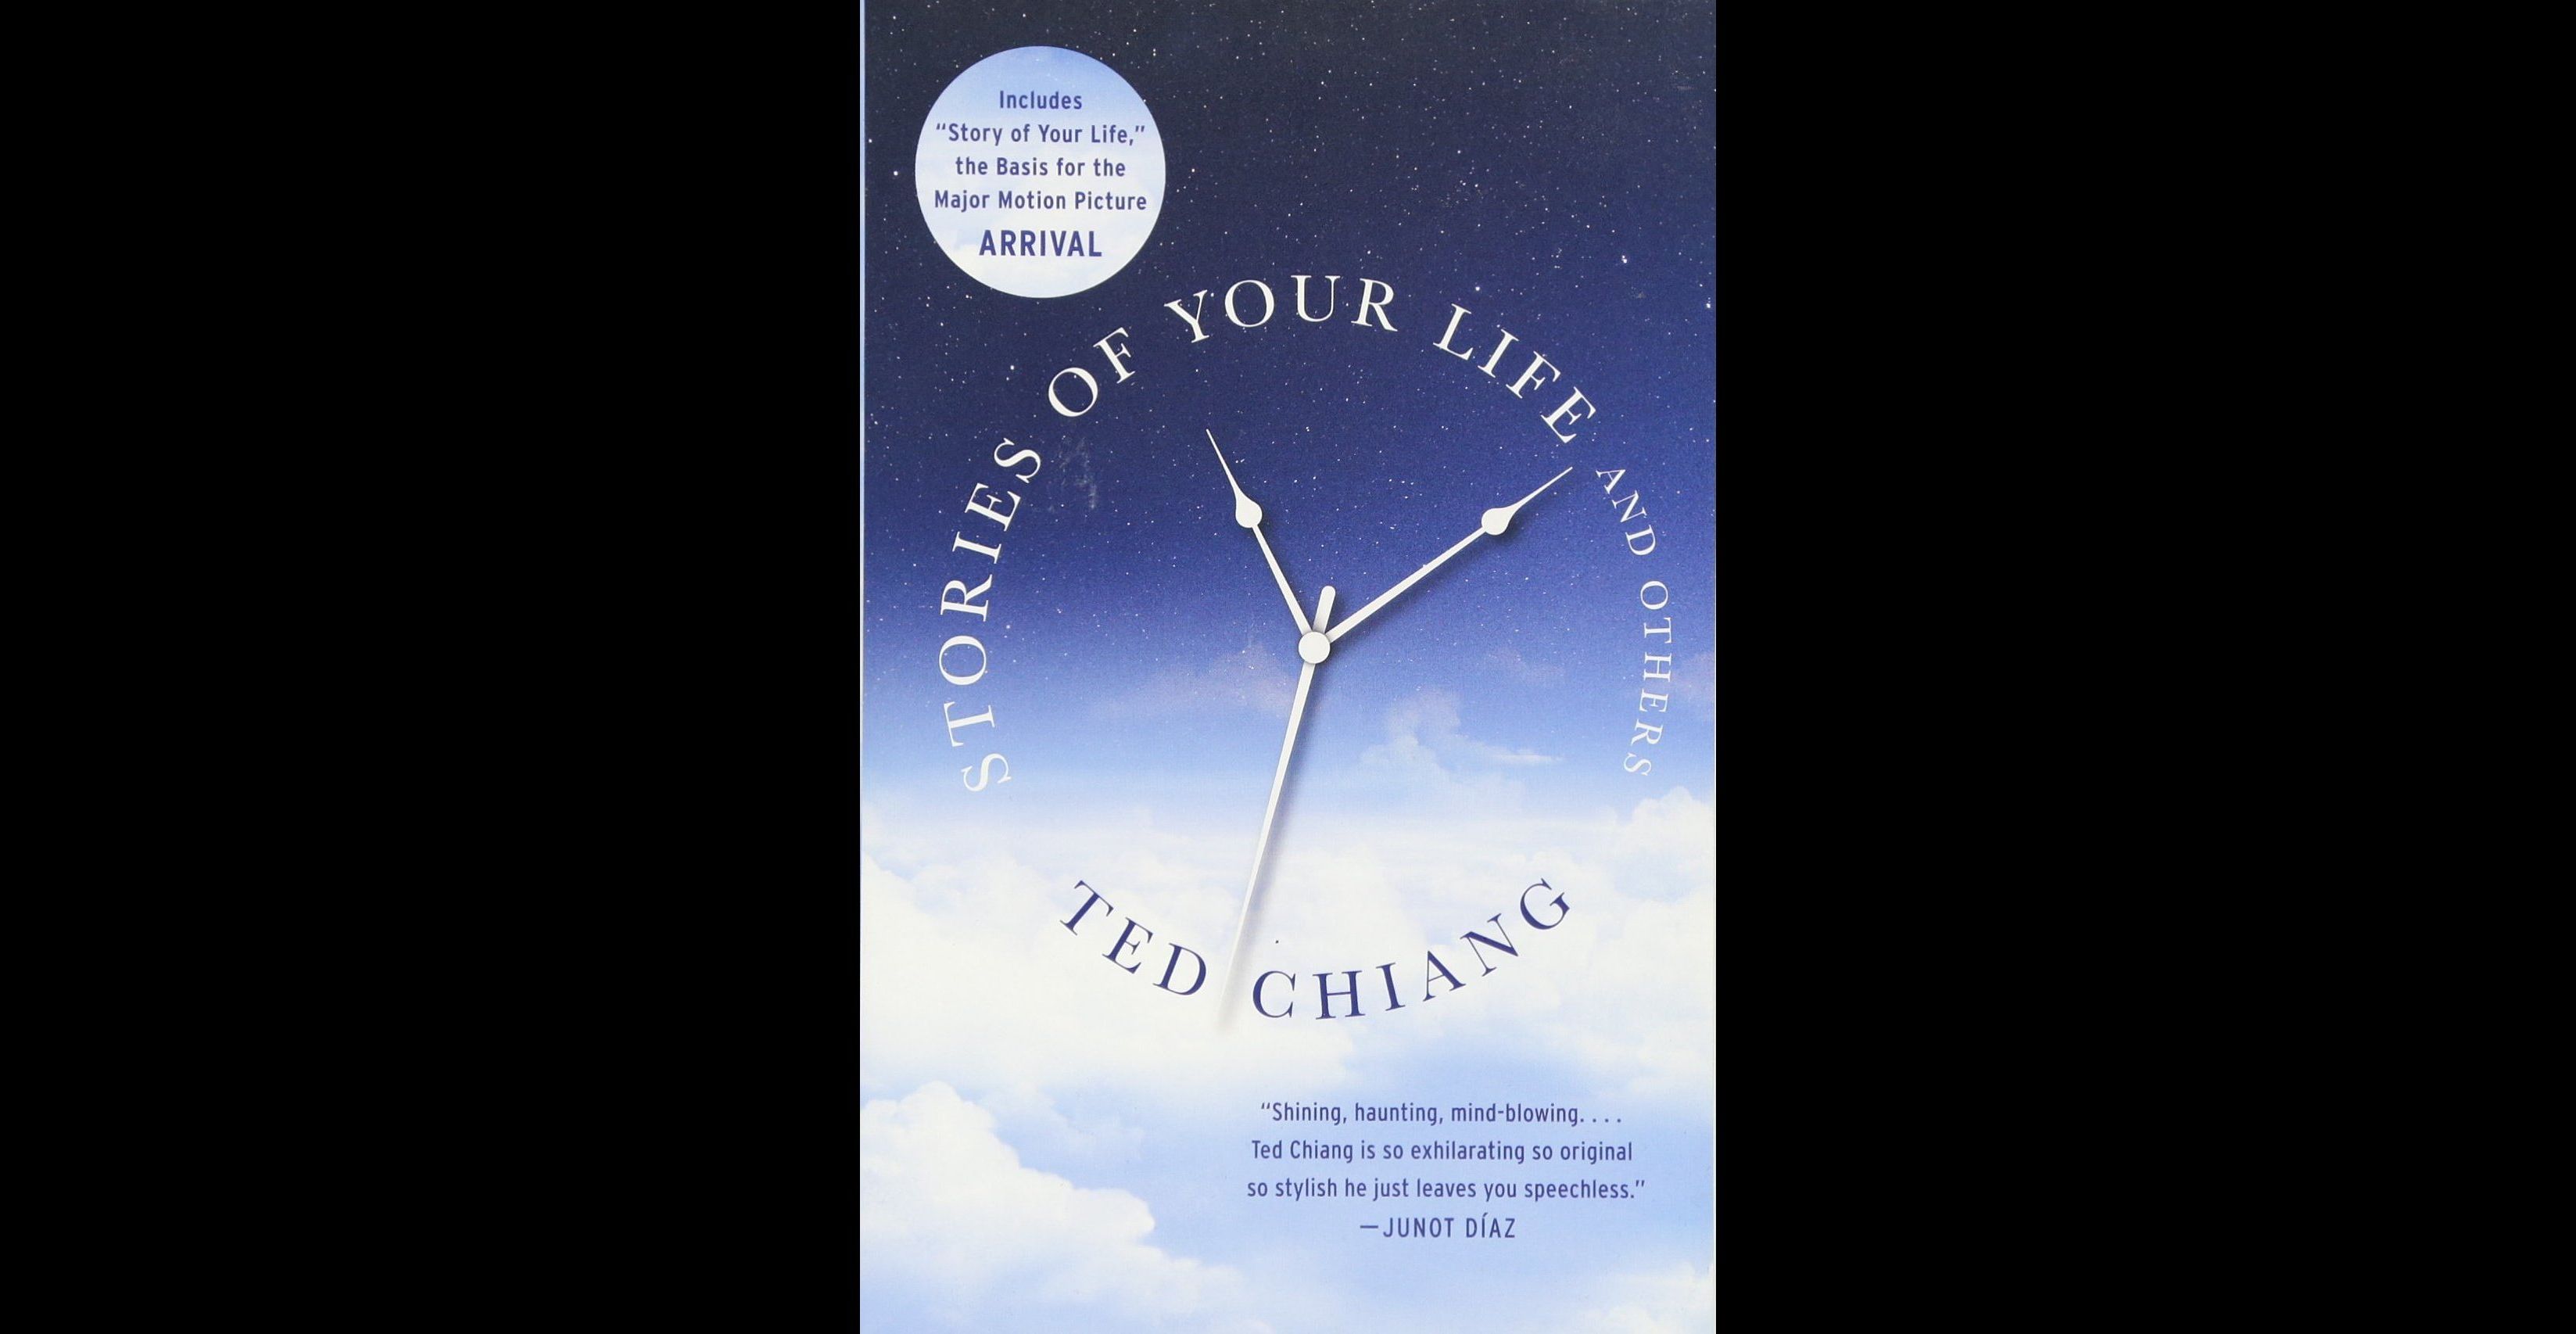 Includes
“Story of Your Life,”
the Basis for the
Major Motion Picture
ARRIVAL
STORIES OF YOUR LIFE AND OTHERS
TED CHIANG
“Shining, haunting, mind-blowing. . . .
Ted Chiang is so exhilarating so original
so stylish he just leaves you speechless.”
—JUNOT DÍAZ